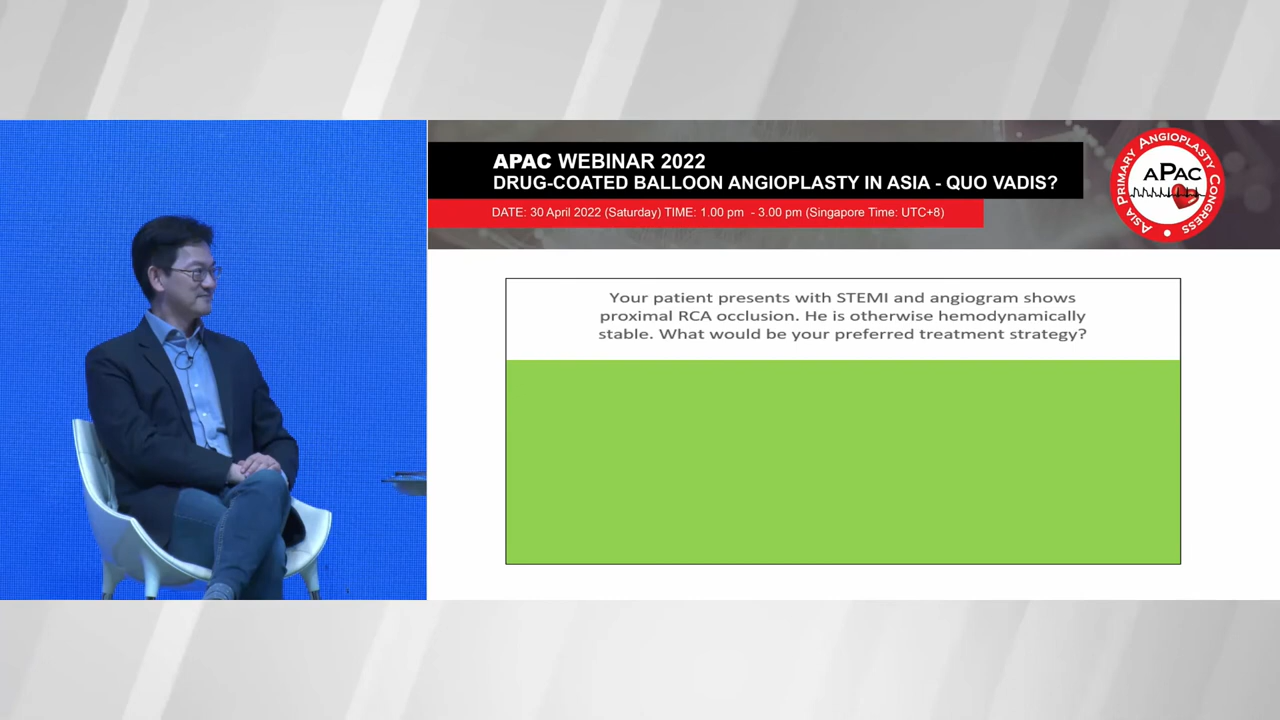 APAC WEBINAR 2022
DRUG-COATED BALLOON ANGIOPLASTY IN ASIA - QUO VADIS?
DATE: 30 April 2022 (Saturday) TIME: 1.00 pm - 3.00 pm (Singapore Time: UTC+8)
ASIA PRIMARY ANGIOPLASTY CONGRESS
aPAC
Your patient presents with STEMI and angiogram shows
proximal RCA occlusion. He is otherwise hemodynamically
stable. What would be your preferred treatment strategy?